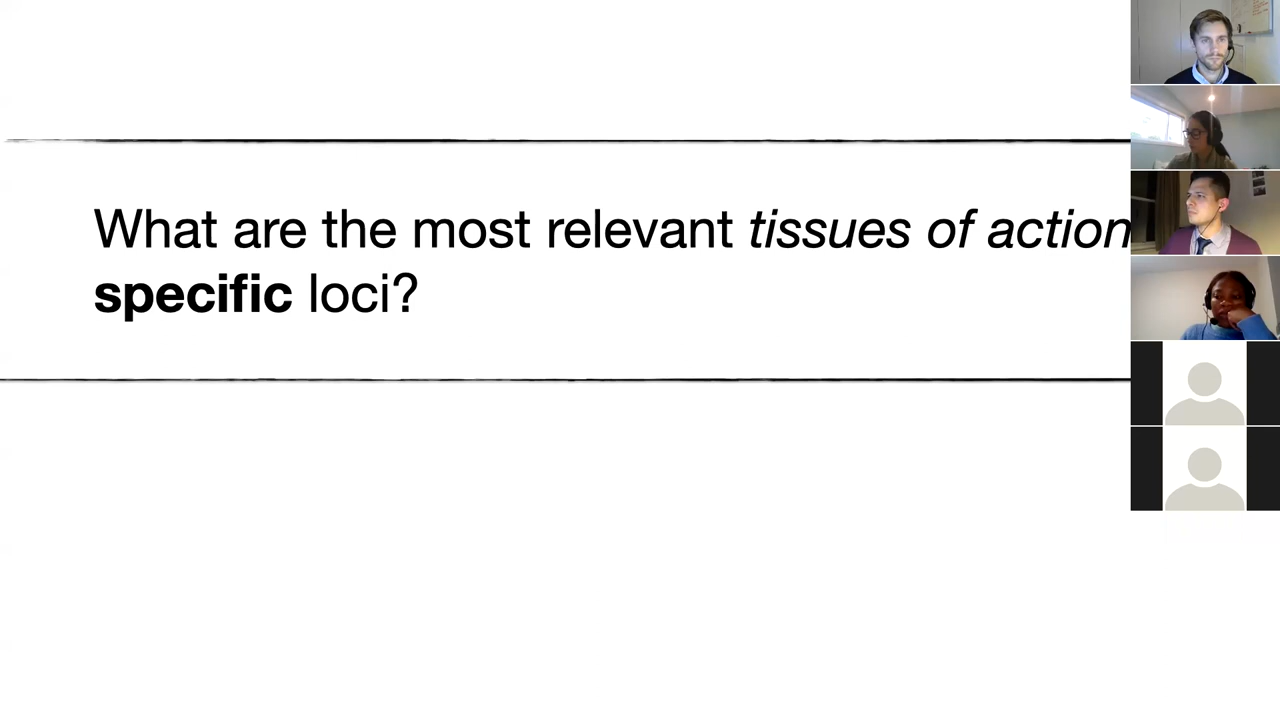 What are the most relevant tissues of action
specific loci?